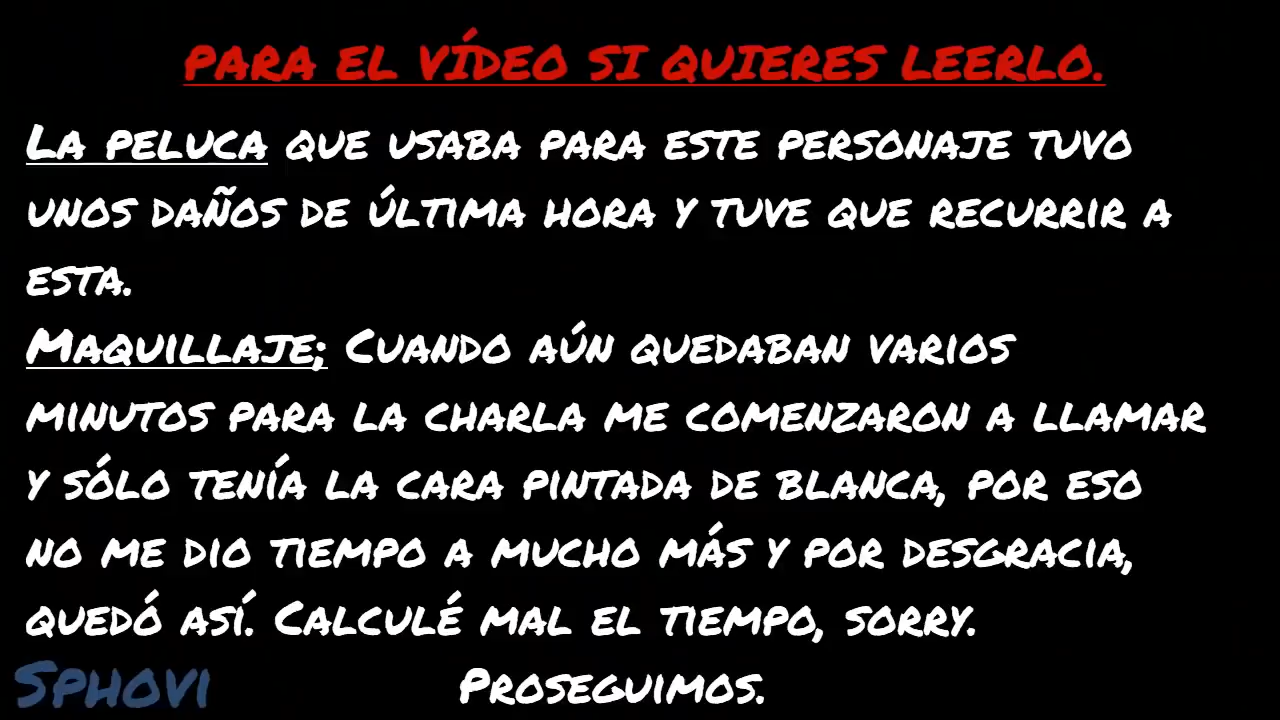 PARA EL VÍDEO SI QUIERES LEERLO.
LA PELUCA QUE USABA PARA ESTE PERSONAJE TUVO
UNOS DAÑOS DE ÚLTIMA HORA Y TUVE QUE RECURRIR A
ESTA.
MAQUILLAJE; CUANDO AÚN QUEDABAN VARIOS
MINUTOS PARA LA CHARLA ME COMENZARON A LLAMAR
Y SÓLO TENÍA LA CARA PINTADA DE BLANCA, POR ESO
NO ME DIO TIEMPO A MUCHO MÁS Y POR DESGRACIA,
QUEDÓ ASÍ. CALCULÉ MAL EL TIEMPO, SORRY.
PROSEGUIMOS.
SPHOVI